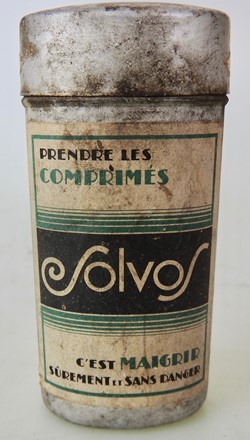 PRENDRE LES
COMPRIMÉS
Solvos
C'EST MAIGRIR
SÛREMENT ET SANS DANGER